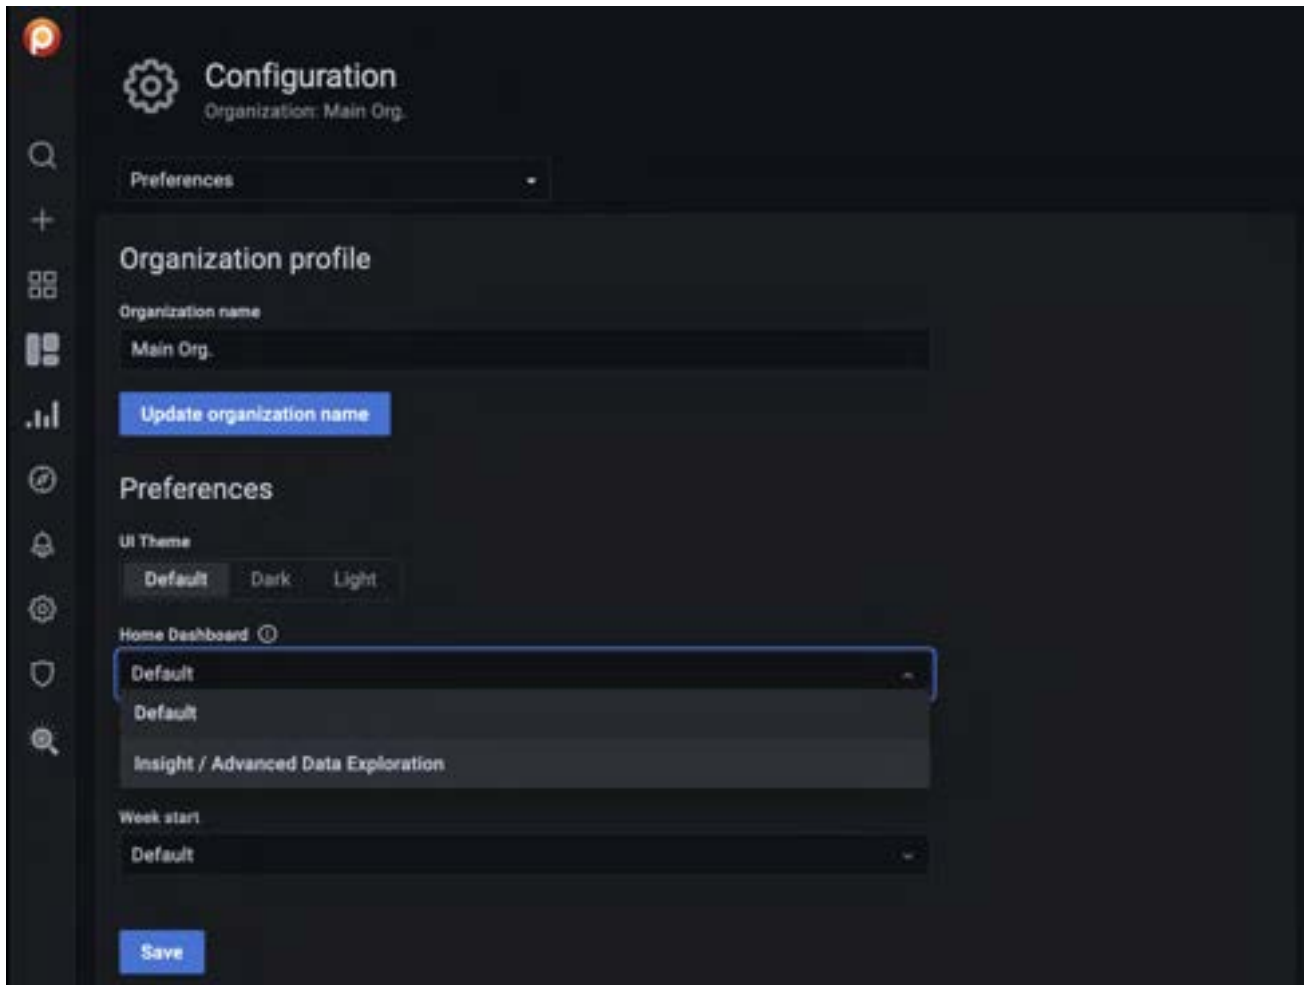 Configuration
Organization: Main Org.
Preferences
Organization profile
Organization name
Main Org.
Update organization name
Preferences
UI Theme
Default Dark Light
Home Dashboard
Default
Default
Insight / Advanced Data Exploration
Week start
Default
Save